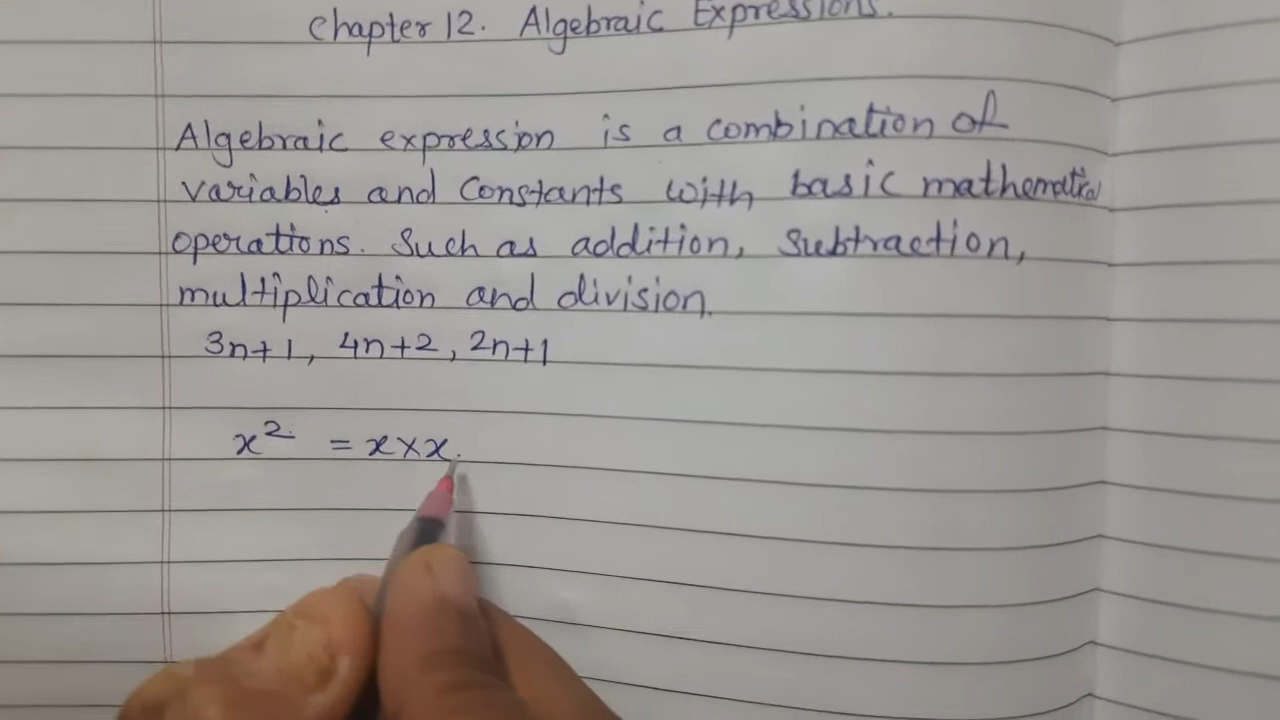 Chapter 12. Algebraic Expressions.
Algebraic expression is a combination of
variables and constants with basic mathematical
operations. Such as addition, subtraction,
multiplication and division.
3n+1, 4n+2, 2n+1
x² = x×x.